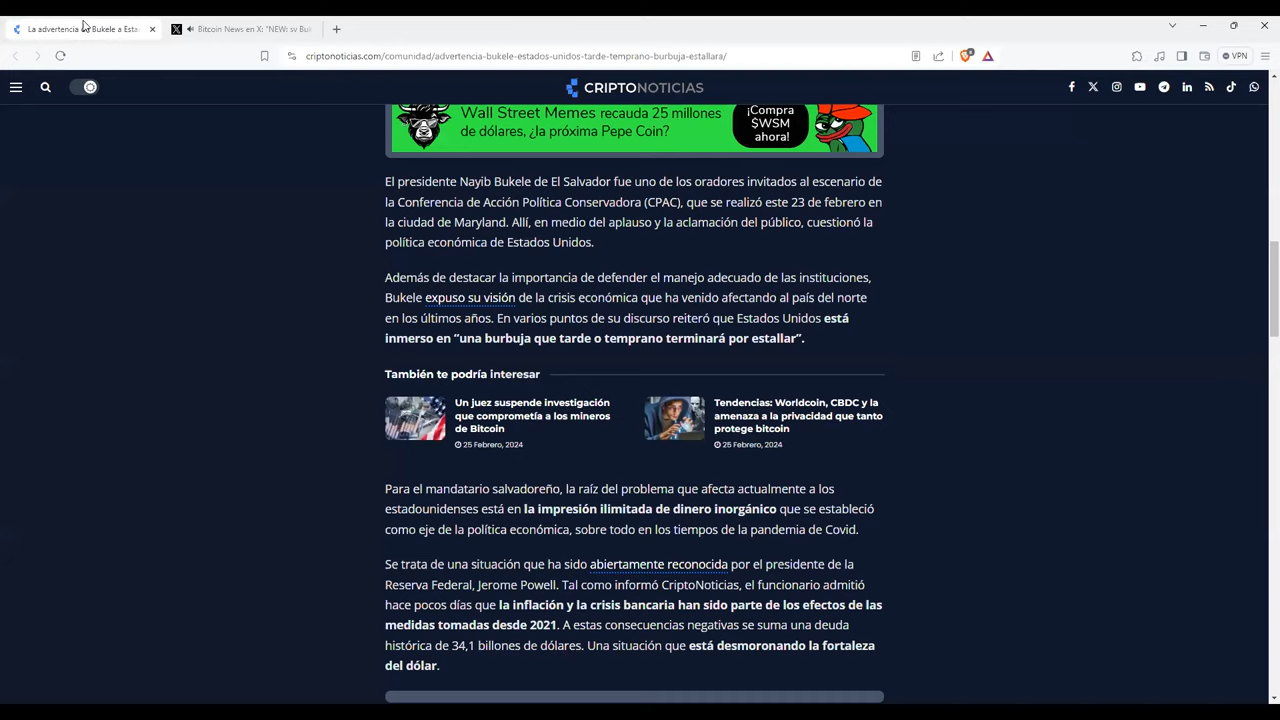 La advertencia de Bukele a Esta
Bitcoin News en X: "NEW: sv Buk
criptonoticias.com/comunidad/advertencia-bukele-estados-unidos-tarde-temprano-burbuja-estallara/
VPN
CRIPTONOTICIAS
Wall Street Memes recauda 25 millones
de dólares, ¿la próxima Pepe Coin?
¡Compra
$WSM
ahora!
El presidente Nayib Bukele de El Salvador fue uno de los oradores invitados al escenario de
la Conferencia de Acción Política Conservadora (CPAC), que se realizó este 23 de febrero en
la ciudad de Maryland. Allí, en medio del aplauso y la aclamación del público, cuestionó la
política económica de Estados Unidos.
Además de destacar la importancia de defender el manejo adecuado de las instituciones,
Bukele expuso su visión de la crisis económica que ha venido afectando al país del norte
en los últimos años. En varios puntos de su discurso reiteró que Estados Unidos está
inmerso en “una burbuja que tarde o temprano terminará por estallar”.
También te podría interesar
Un juez suspende investigación
que comprometía a los mineros
de Bitcoin
25 Febrero, 2024
Tendencias: Worldcoin, CBDC y la
amenaza a la privacidad que tanto
protege bitcoin
25 Febrero, 2024
Para el mandatario salvadoreño, la raíz del problema que afecta actualmente a los
estadounidenses está en la impresión ilimitada de dinero inorgánico que se estableció
como eje de la política económica, sobre todo en los tiempos de la pandemia de Covid.
Se trata de una situación que ha sido abiertamente reconocida por el presidente de la
Reserva Federal, Jerome Powell. Tal como informó CriptoNoticias, el funcionario admitió
hace pocos días que la inflación y la crisis bancaria han sido parte de los efectos de las
medidas tomadas desde 2021. A estas consecuencias negativas se suma una deuda
histórica de 34,1 billones de dólares. Una situación que está desmoronando la fortaleza
del dólar.